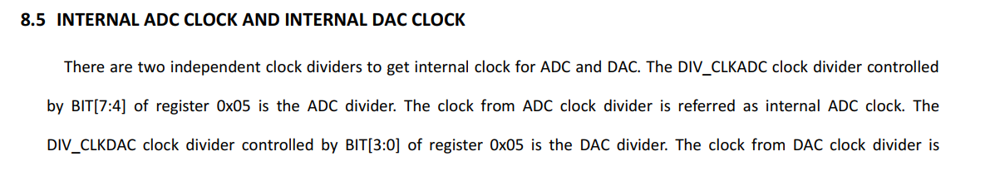 8.5 INTERNAL ADC CLOCK AND INTERNAL DAC CLOCK
There are two independent clock dividers to get internal clock for ADC and DAC. The DIV_CLKADC clock divider controlled
by BIT[7:4] of register 0x05 is the ADC divider. The clock from ADC clock divider is referred as internal ADC clock. The
DIV_CLKDAC clock divider controlled by BIT[3:0] of register 0x05 is the DAC divider. The clock from DAC clock divider is